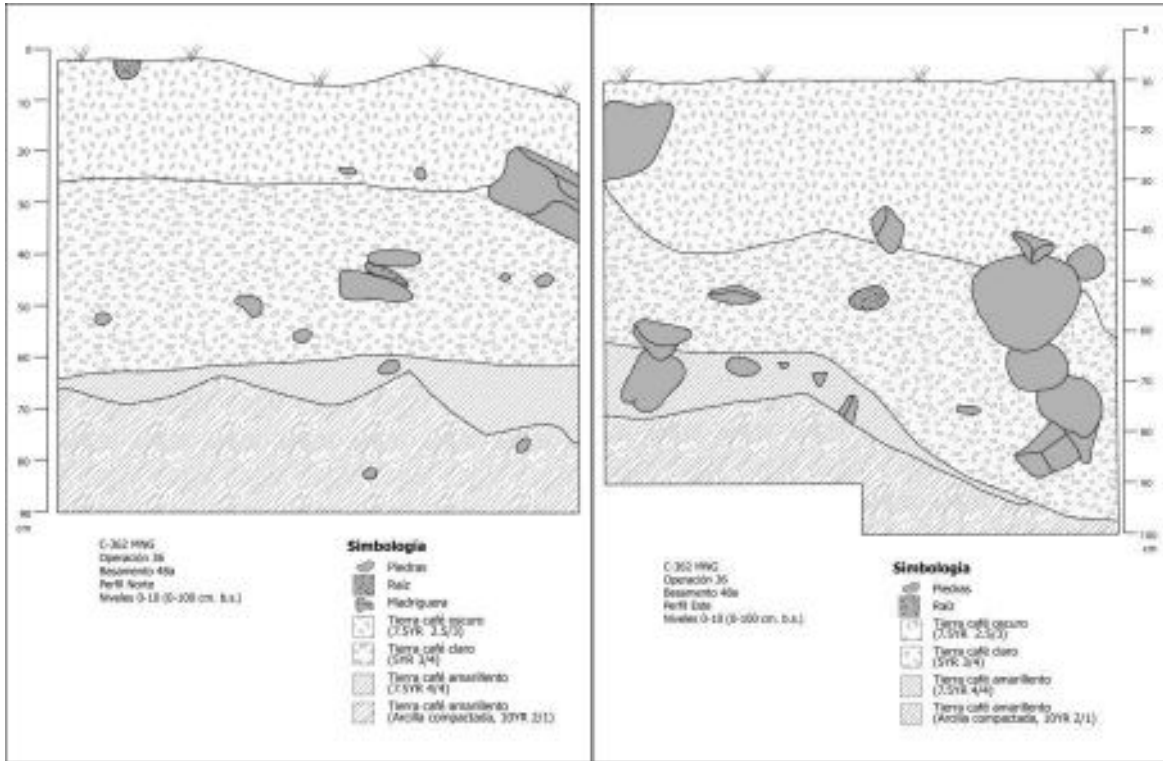 0
10
20
30
40
50
60
70
80
90
cm
C-362 MNG
Operación 36
Basamento 48a
Perfil Norte
Niveles 0-10 (0-100 cm. b.s.)
Simbología
Piedras
Raíz
Madriguera
Tierra café oscuro
(7.5YR 2.5/3)
Tierra café claro
(5YR 3/4)
Tierra café amarillento
(7.5YR 4/4)
Tierra café amarillento
(Arcilla compactada, 10YR 2/1)
0
10
20
30
40
50
60
70
80
90
100
cm
C-362 MNG
Operación 36
Basamento 48a
Perfil Este
Niveles 0-10 (0-100 cm. b.s.)
Simbología
Piedras
Raíz
Tierra café oscuro
(7.5YR 2.5/3)
Tierra café claro
(5YR 3/4)
Tierra café amarillento
(7.5YR 4/4)
Tierra café amarillento
(Arcilla compactada, 10YR 2/1)